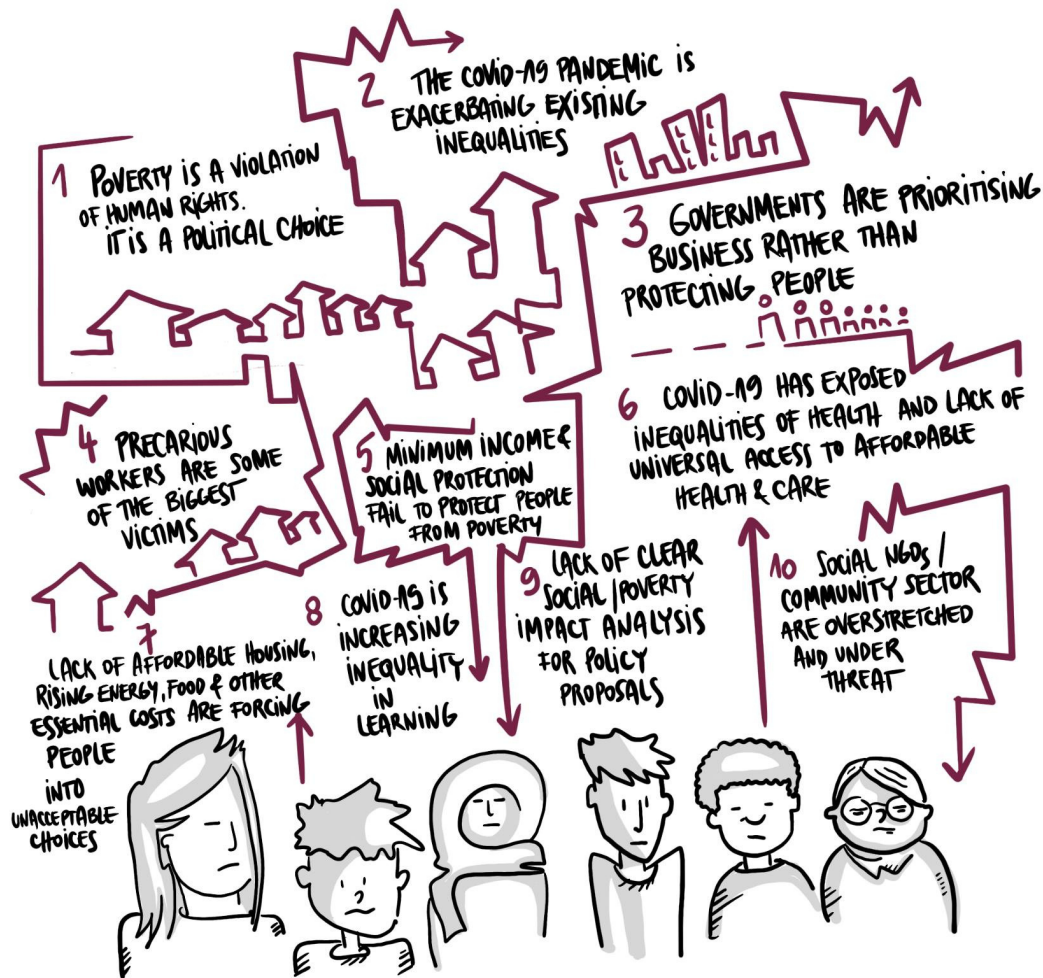 1 POVERTY IS A VIOLATION
OF HUMAN RIGHTS.
IT IS A POLITICAL CHOICE
2 THE COVID-19 PANDEMIC IS
EXACERBATING EXISTING
INEQUALITIES
3 GOVERNMENTS ARE PRIORITISING
BUSINESS RATHER THAN
PROTECTING PEOPLE
4 PRECARIOUS
WORKERS ARE SOME
OF THE BIGGEST
VICTIMS
5 MINIMUM INCOME &
SOCIAL PROTECTION
FAIL TO PROTECT PEOPLE
FROM POVERTY
6 COVID-19 HAS EXPOSED
INEQUALITIES OF HEALTH AND LACK OF
UNIVERSAL ACCESS TO AFFORDABLE
HEALTH & CARE
7
LACK OF AFFORDABLE HOUSING,
RISING ENERGY, FOOD & OTHER
ESSENTIAL COSTS ARE FORCING
PEOPLE
INTO
UNACCEPTABLE
CHOICES
8 COVID-19 IS
INCREASING
INEQUALITY
IN
LEARNING
9 LACK OF CLEAR
SOCIAL/POVERTY
IMPACT ANALYSIS
FOR POLICY
PROPOSALS
10 SOCIAL NGOs/
COMMUNITY SECTOR
ARE OVERSTRETCHED
AND UNDER
THREAT